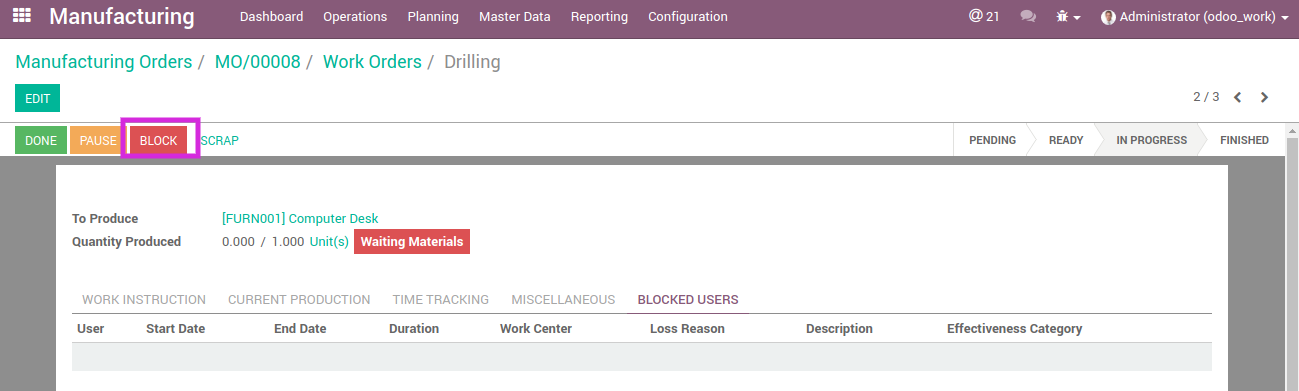 Manufacturing Dashboard Operations Planning Master Data Reporting Configuration @ 21 Administrator (odoo_work)
Manufacturing Orders / MO/00008 / Work Orders / Drilling
EDIT 2 / 3
DONE PAUSE BLOCK SCRAP PENDING READY IN PROGRESS FINISHED
To Produce [FURN001] Computer Desk
Quantity Produced 0.000 / 1.000 Unit(s) Waiting Materials
WORK INSTRUCTION CURRENT PRODUCTION TIME TRACKING MISCELLANEOUS BLOCKED USERS
User Start Date End Date Duration Work Center Loss Reason Description Effectiveness Category